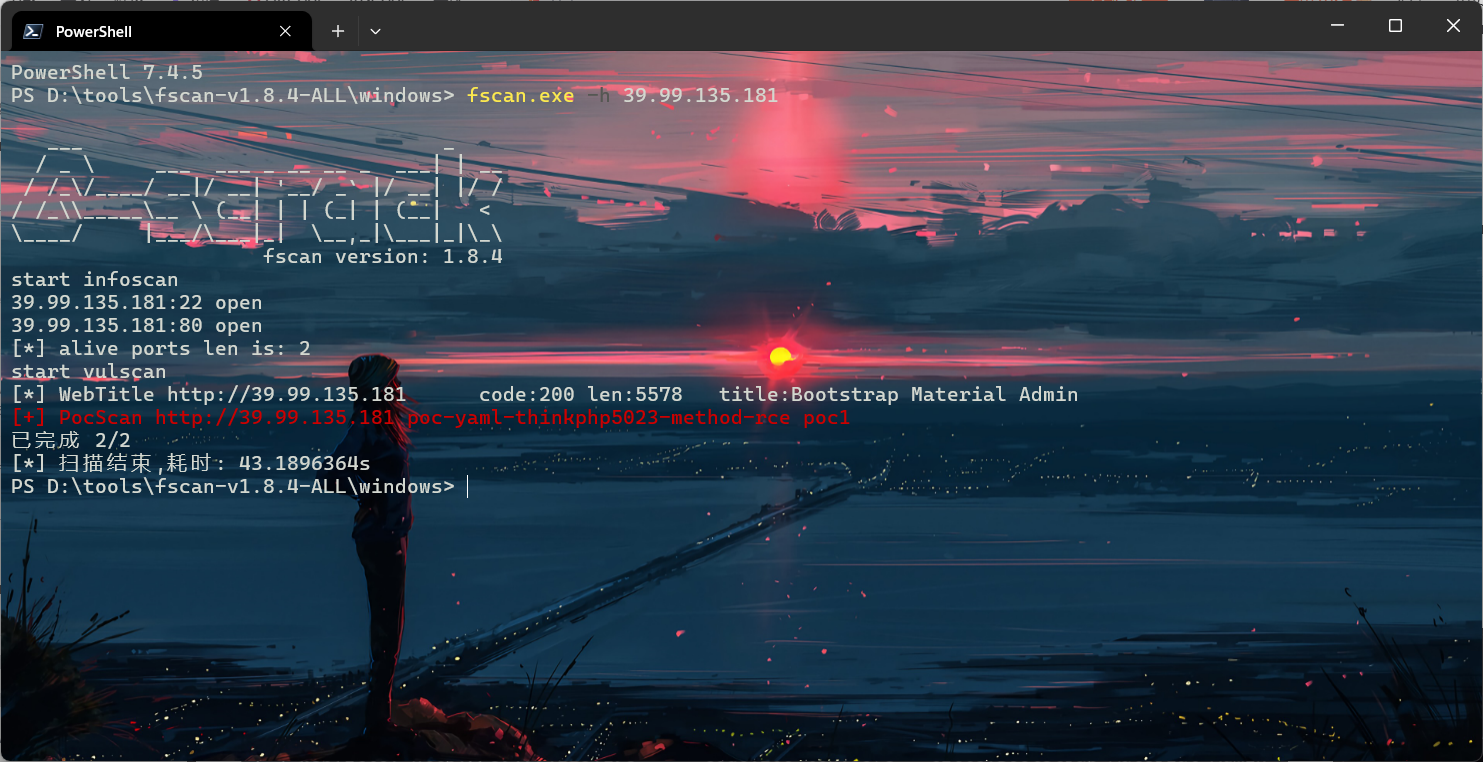 PowerShell
PowerShell 7.4.5
PS D:\tools\fscan-v1.8.4-ALL\windows> fscan.exe -h 39.99.135.181
   ___                              _
  / _ \     ___  ___ _ __ __ _  ___| | __
 / /_\/____/ __|/ __| '__/ _` |/ __| |/ /
/ /_\\_____\__ \ (__| | | (_| | (__|   <
\____/     |___/\___|_|  \__,_|\___|_|\_\
                     fscan version: 1.8.4
start infoscan
39.99.135.181:22 open
39.99.135.181:80 open
[*] alive ports len is: 2
start vulscan
[*] WebTitle http://39.99.135.181      code:200 len:5578   title:Bootstrap Material Admin
[+] PocScan http://39.99.135.181 poc-yaml-thinkphp5023-method-rce poc1
已完成 2/2
[*] 扫描结束,耗时: 43.1896364s
PS D:\tools\fscan-v1.8.4-ALL\windows>